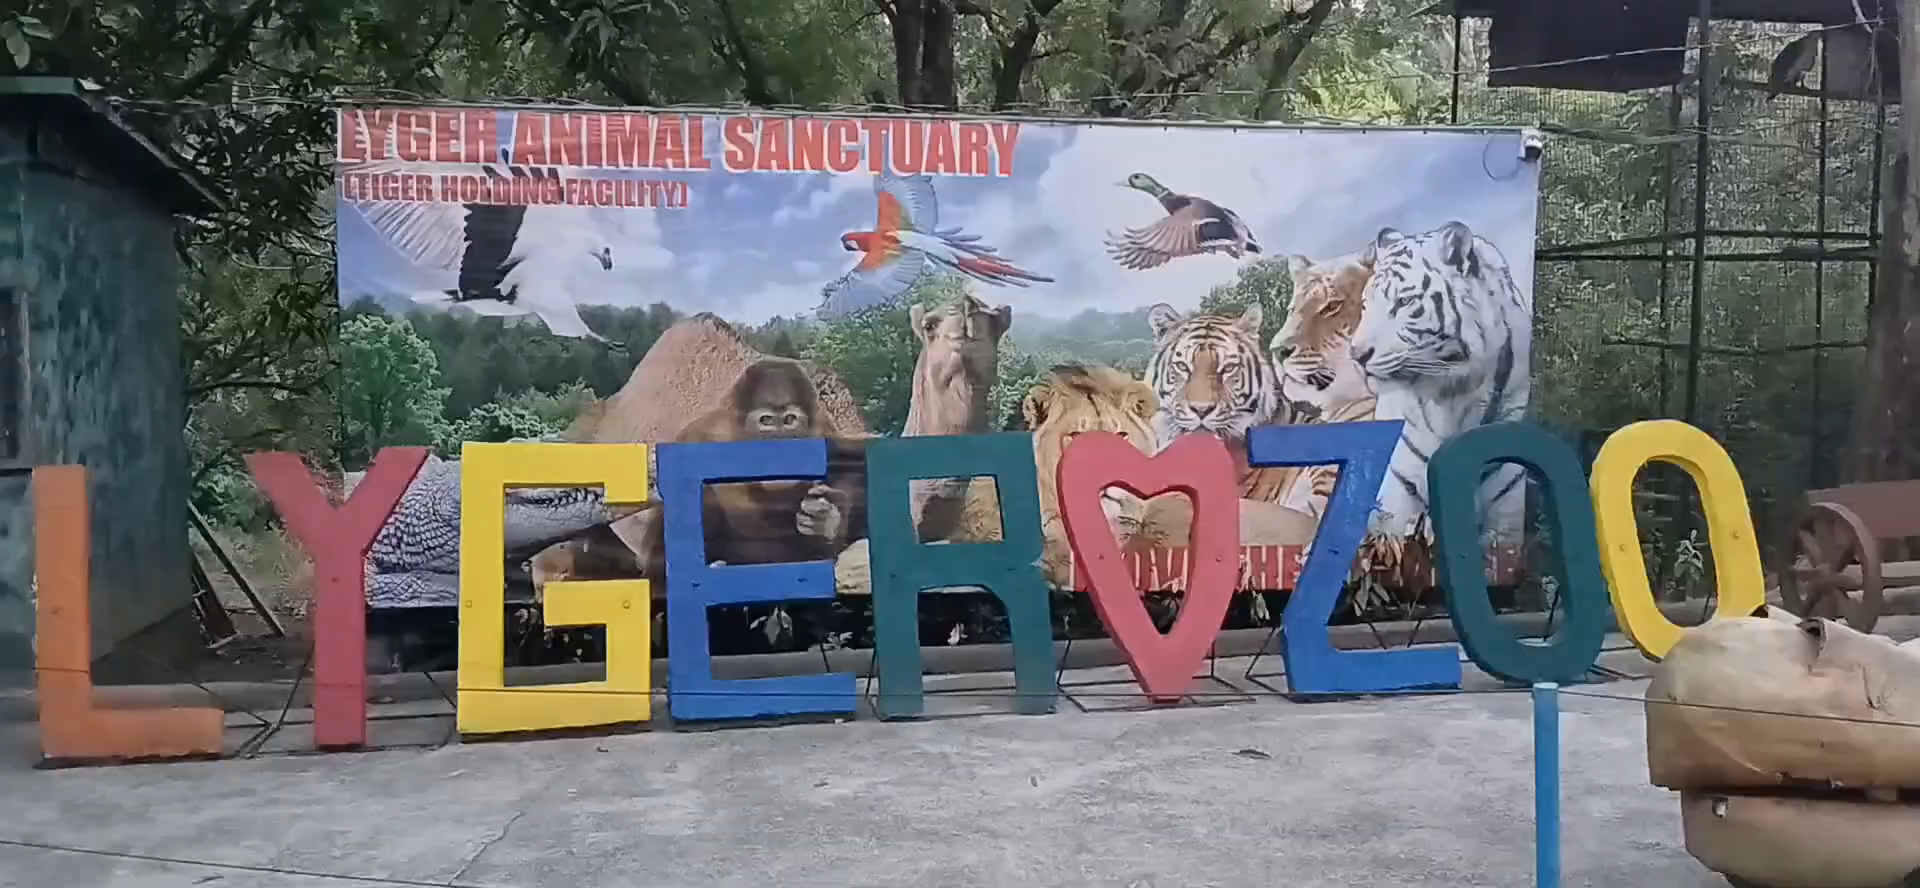 LYGER ANIMAL SANCTUARY
(TIGER HOLDING FACILITY)
LYGER ZOO